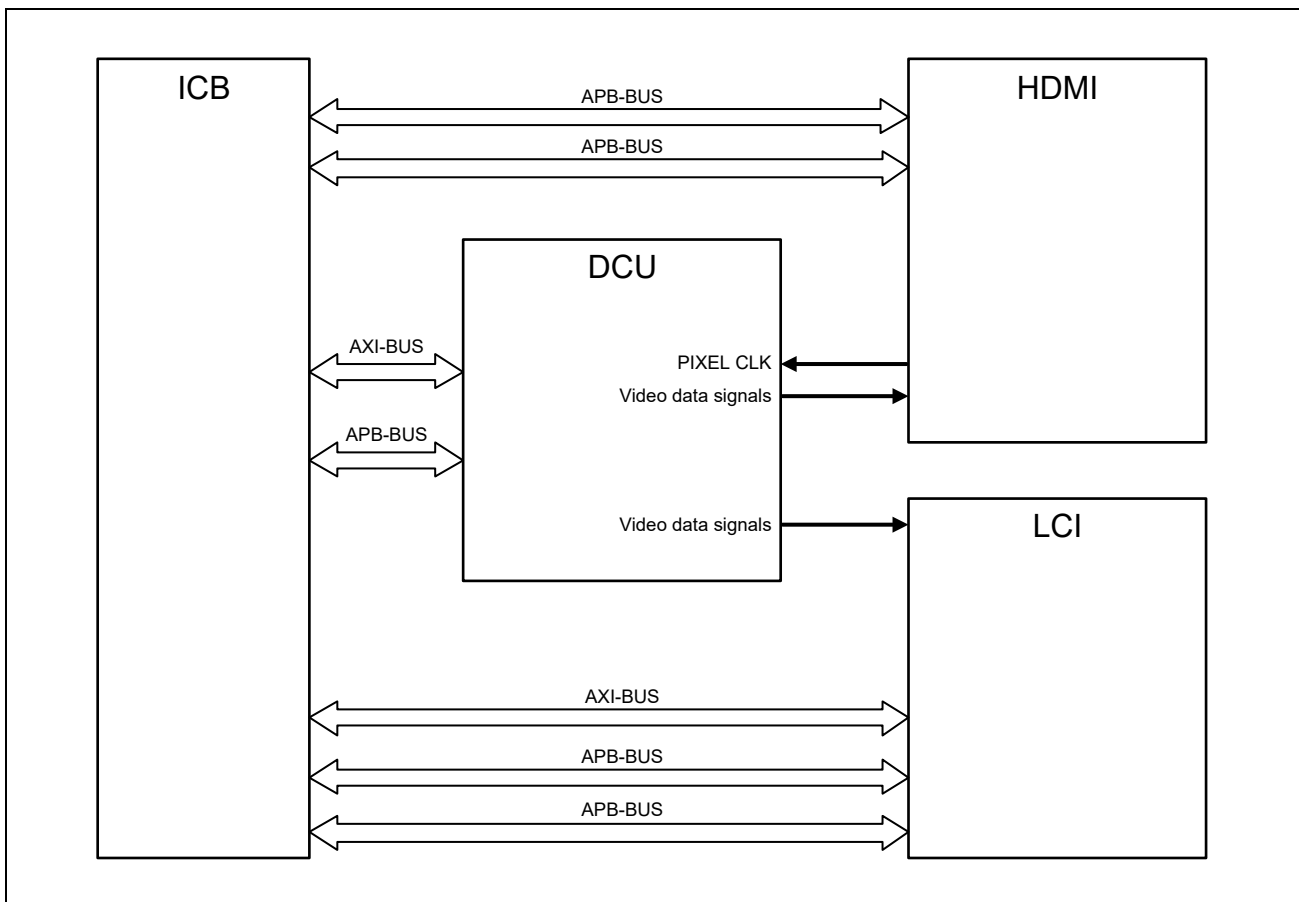 ICB
APB-BUS
HDMI
APB-BUS
DCU
AXI-BUS
PIXEL CLK
Video data signals
APB-BUS
Video data signals
LCI
AXI-BUS
APB-BUS
APB-BUS